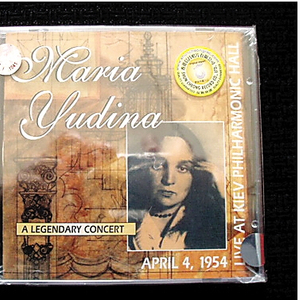 Maria
Yudina
A LEGENDARY CONCERT
APRIL 4, 1954
LIVE AT KIEV PHILHARMONIC HALL